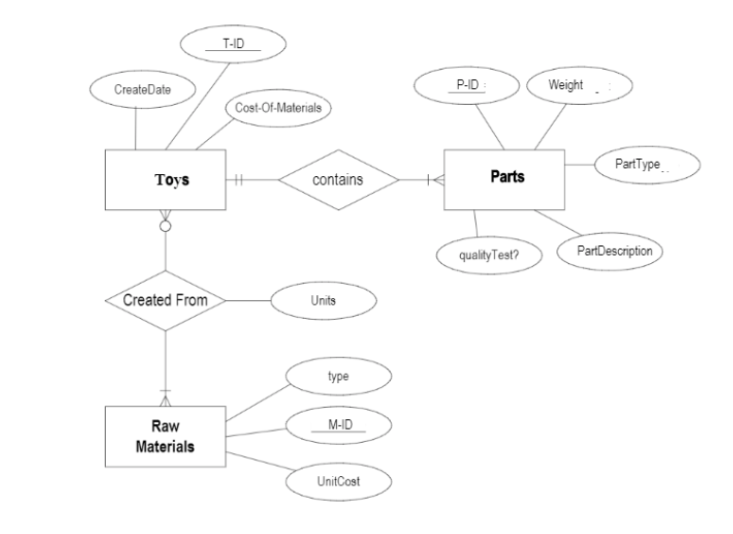 T-ID
CreateDate
Cost-Of-Materials
P-ID :
Weight
PartType
Toys
contains
Parts
qualityTest?
PartDescription
Created From
Units
type
Raw
Materials
M-ID
UnitCost